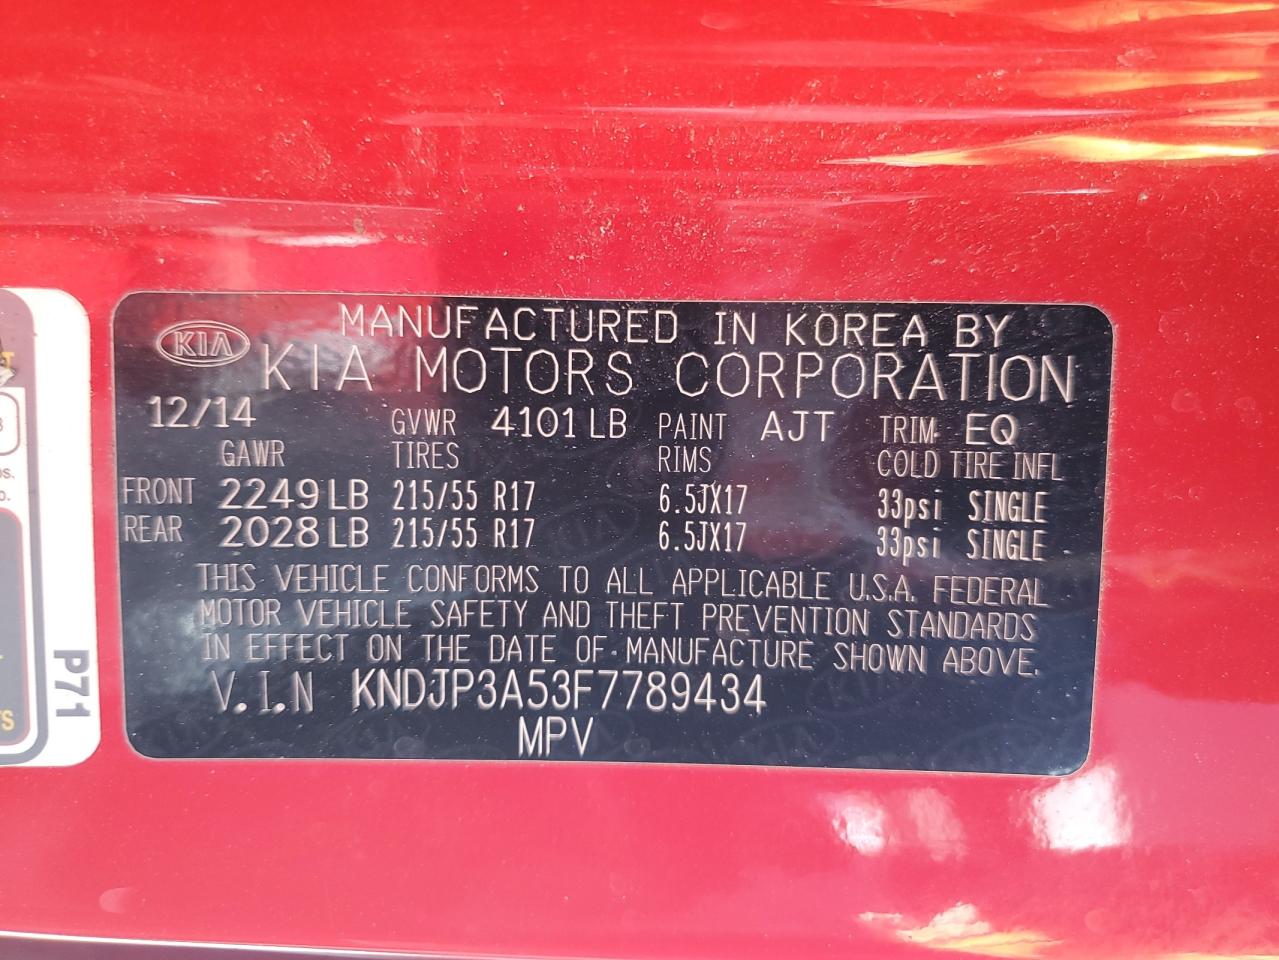 MANUFACTURED IN KOREA BY
KIA KIA MOTORS CORPORATION
12/14 GVWR 4101 LB PAINT AJT TRIM EQ
GAWR TIRES RIMS COLD TIRE INFL
FRONT 2249 LB 215/55 R17 6.5JX17 33psi SINGLE
REAR 2028 LB 215/55 R17 6.5JX17 33psi SINGLE
THIS VEHICLE CONFORMS TO ALL APPLICABLE U.S.A. FEDERAL
MOTOR VEHICLE SAFETY AND THEFT PREVENTION STANDARDS
IN EFFECT ON THE DATE OF MANUFACTURE SHOWN ABOVE.
V.I.N KNDJP3A53F7789434
MPV
P71